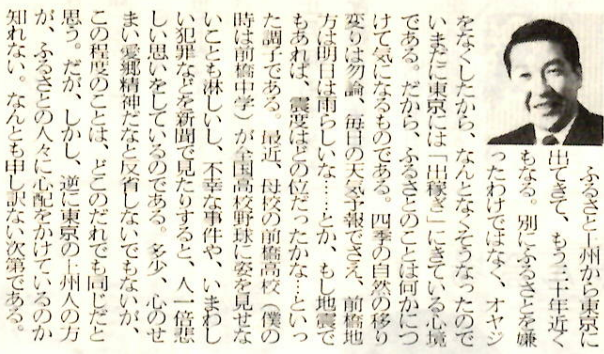 ふるさと上州から東京に
出てきて、もう三十年近く
もなる。別にふるさとを嫌
ったわけではなく、オヤジ
をなくしたから、なんとなくそうなったので
いまだに東京には「出稼ぎ」にきている心境
である。だから、ふるさとのことは何かにつ
けて気になるものである。四季の自然の移り
変りは勿論、毎日の天気予報でさえ、前橋地
方は明日は雨らしいな……とか、もし地震で
もあれば、震度はどの位だったかな…といっ
た調子である。最近、母校の前橋高校（僕の
時は前橋中学）が全国高校野球に姿を見せな
いことも淋しいし、不幸な事件や、いまわし
い犯罪などを新聞で見たりすると、人一倍悲
しい思いをしているのである。多少、心のせ
まい愛郷精神だなと反省しないでもないが、
この程度のことは、どこのだれでも同じだと
思う。だが、しかし、逆に東京の上州人の方
が、ふるさとの人々に心配をかけているのか
知れない。なんとも申し訳ない次第である。